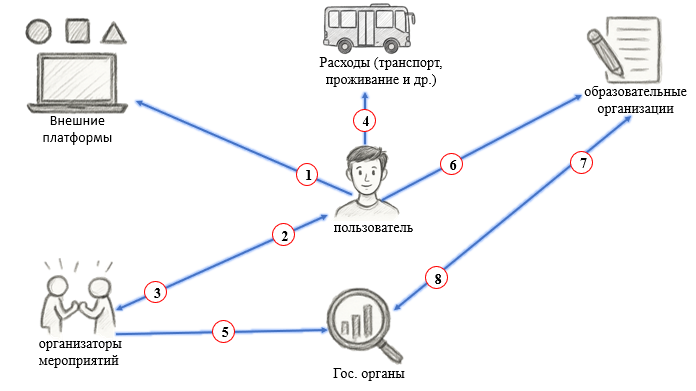 Расходы (транспорт,
проживание и др.)
образовательные
организации
Внешние
платформы
4
6
7
1
пользователь
2
8
3
5
организаторы
мероприятий
Гос. органы